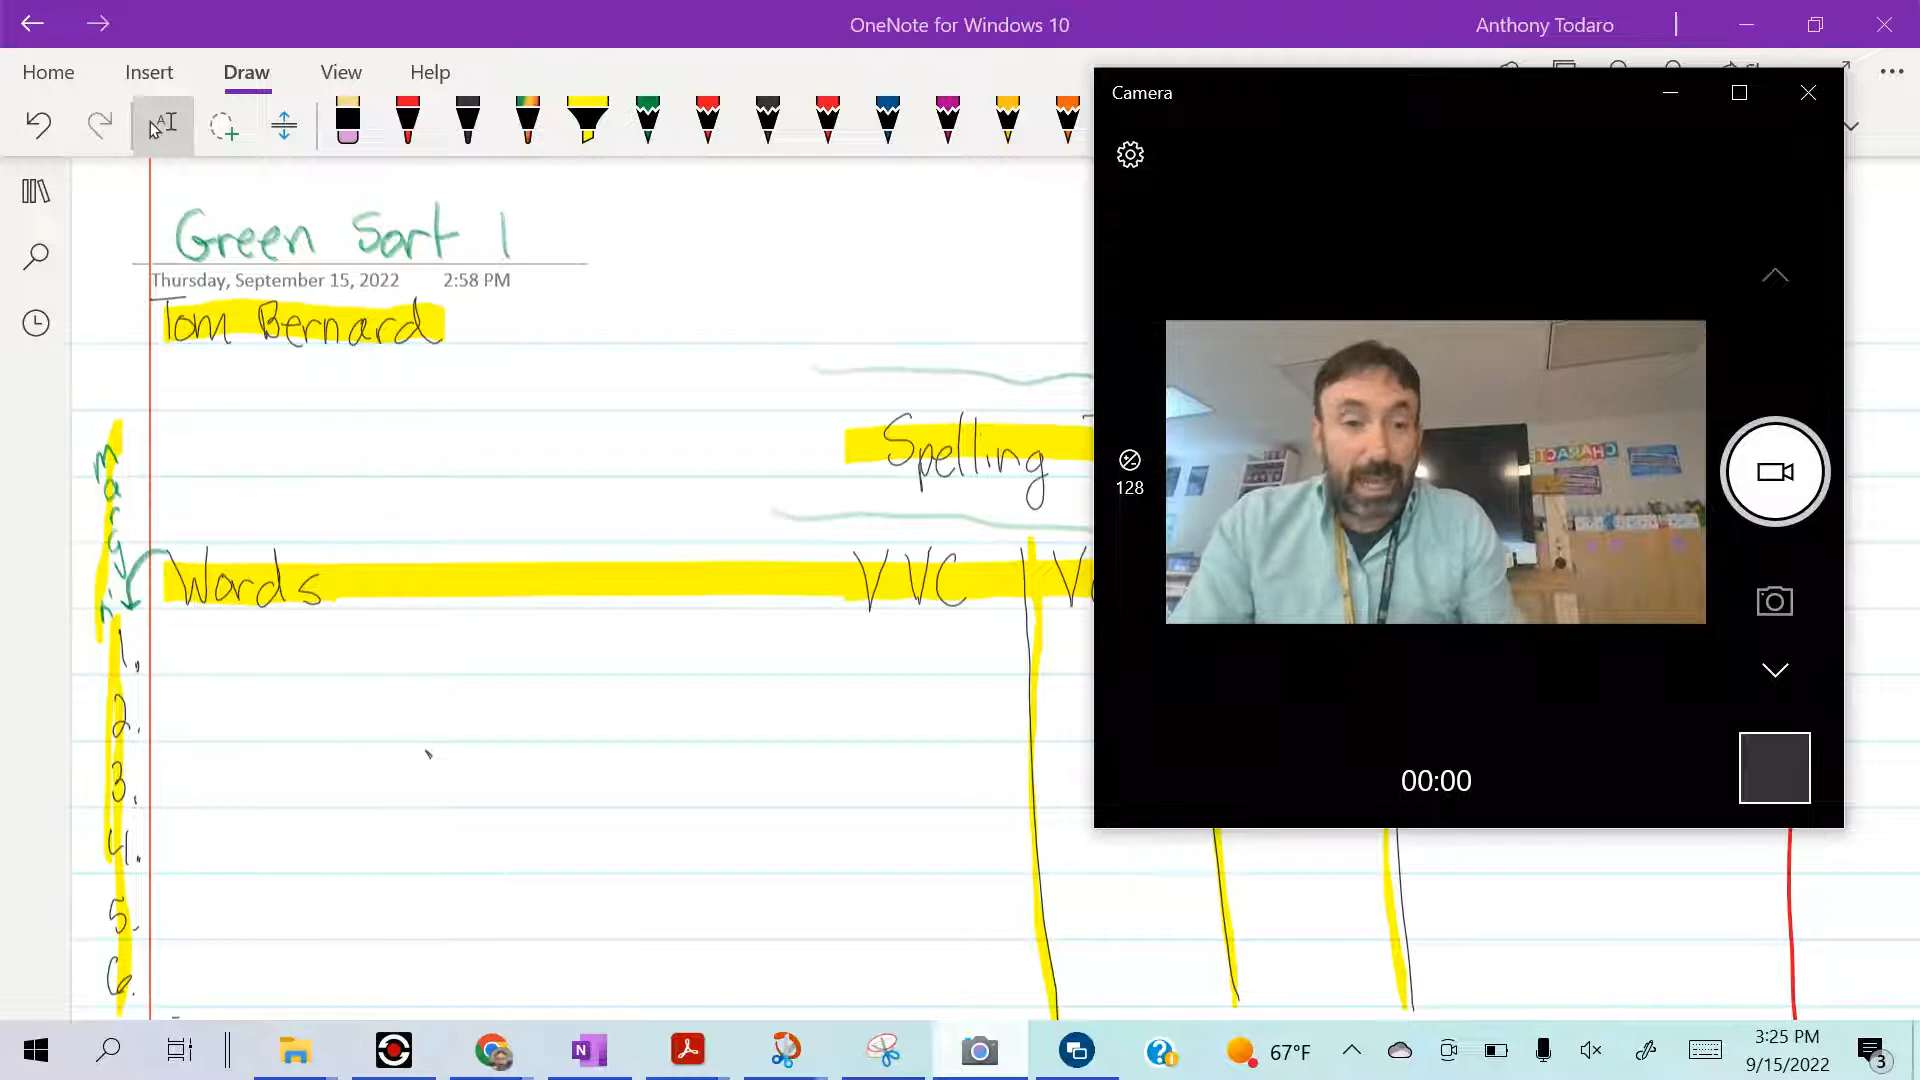 OneNote for Windows 10
Anthony Todaro
Home Insert Draw View Help
Camera
Green Sort 1
Thursday, September 15, 2022 2:58 PM
Tom Bernard
128
Spelling
margin
Words VVC
1.
2.
3.
4.
5.
6.
00:00
67°F
3:25 PM
9/15/2022
3